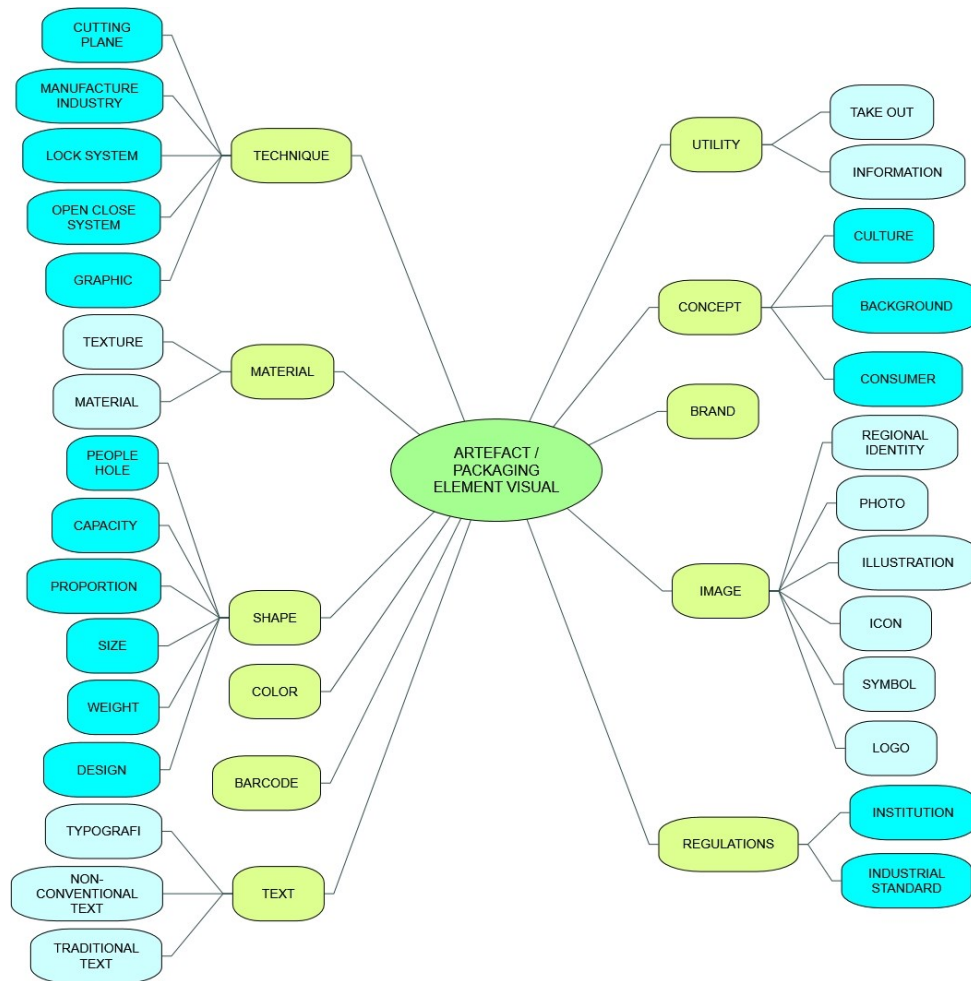 ARTEFACT /
PACKAGING
ELEMENT VISUAL
TECHNIQUE
CUTTING
PLANE
MANUFACTURE
INDUSTRY
LOCK SYSTEM
OPEN CLOSE
SYSTEM
GRAPHIC
MATERIAL
TEXTURE
MATERIAL
SHAPE
PEOPLE
HOLE
CAPACITY
PROPORTION
SIZE
WEIGHT
DESIGN
COLOR
BARCODE
TEXT
TYPOGRAFI
NON-
CONVENTIONAL
TEXT
TRADITIONAL
TEXT
UTILITY
TAKE OUT
INFORMATION
CONCEPT
CULTURE
BACKGROUND
CONSUMER
BRAND
IMAGE
REGIONAL
IDENTITY
PHOTO
ILLUSTRATION
ICON
SYMBOL
LOGO
REGULATIONS
INSTITUTION
INDUSTRIAL
STANDARD